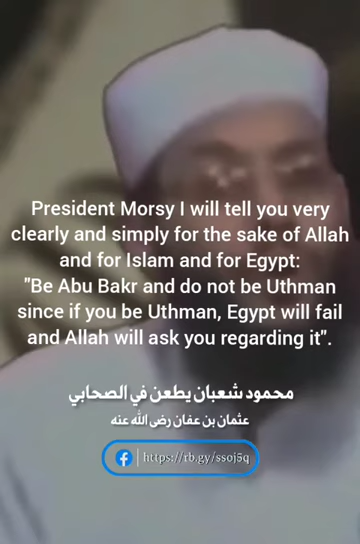 President Morsy I will tell you very
clearly and simply for the sake of Allah
and for Islam and for Egypt:
"Be Abu Bakr and do not be Uthman
since if you be Uthman, Egypt will fail
and Allah will ask you regarding it".
محمود شعبان يطعن في الصحابي
عثمان بن عفان رضى الله عنه
https://rb.gy/ssoj5q